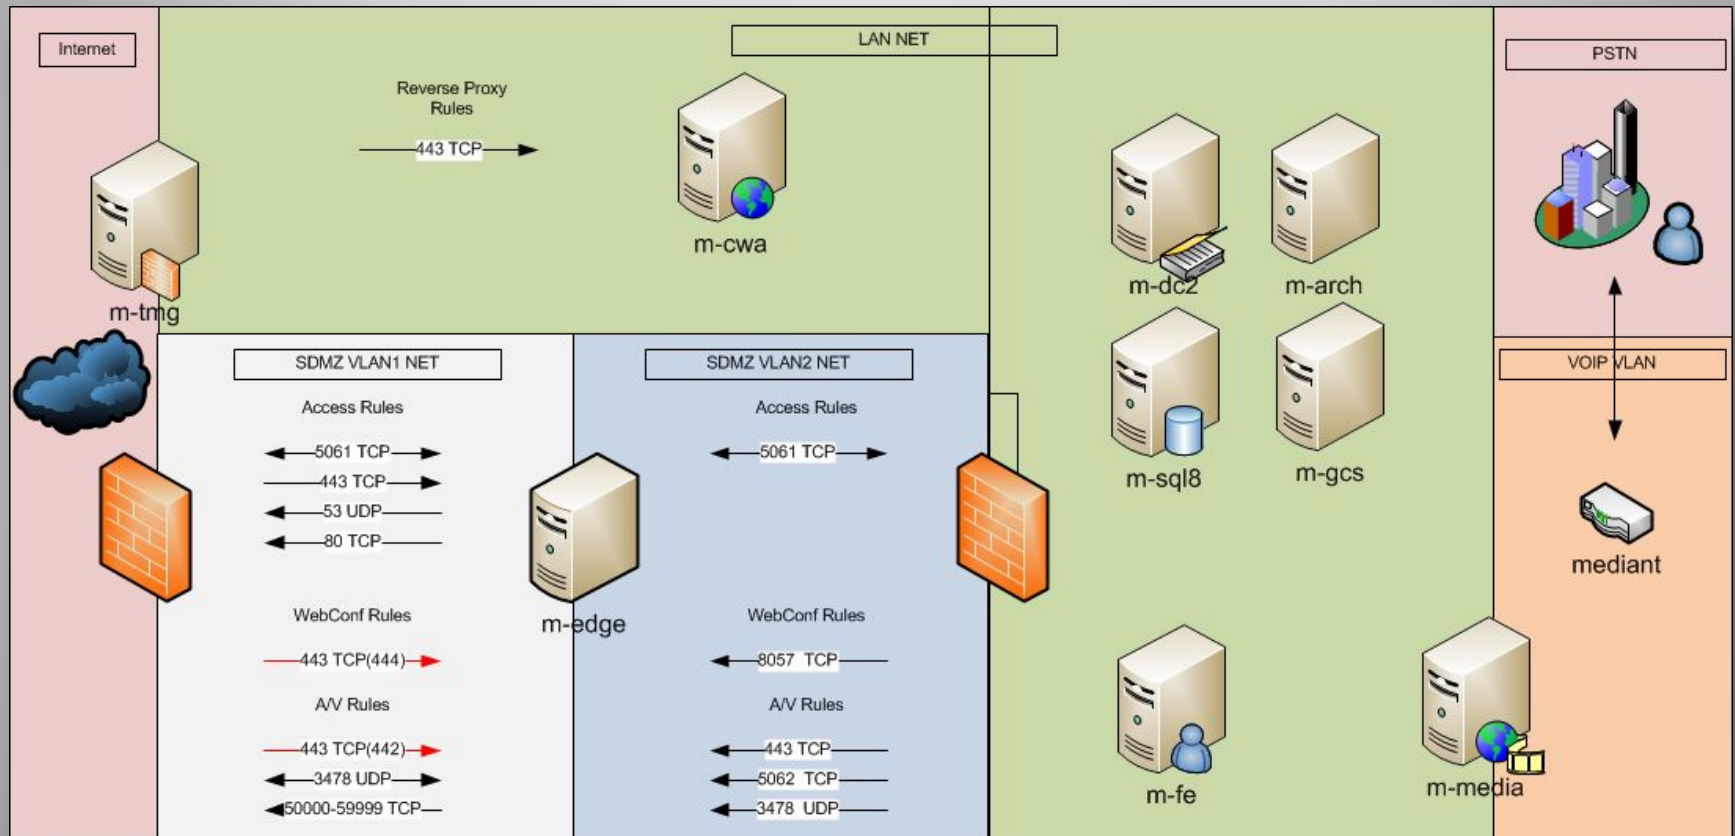 Internet
LAN NET
PSTN
Reverse Proxy
Rules
443 TCP
m-cwa
m-tmg
m-dc2
m-arch
m-sql8
m-gcs
SDMZ VLAN1 NET
Access Rules
5061 TCP
443 TCP
53 UDP
80 TCP
WebConf Rules
443 TCP(444)
A/V Rules
443 TCP(442)
3478 UDP
50000-59999 TCP
m-edge
SDMZ VLAN2 NET
Access Rules
5061 TCP
WebConf Rules
8057 TCP
A/V Rules
443 TCP
5062 TCP
3478 UDP
m-fe
m-media
VOIP VLAN
mediant